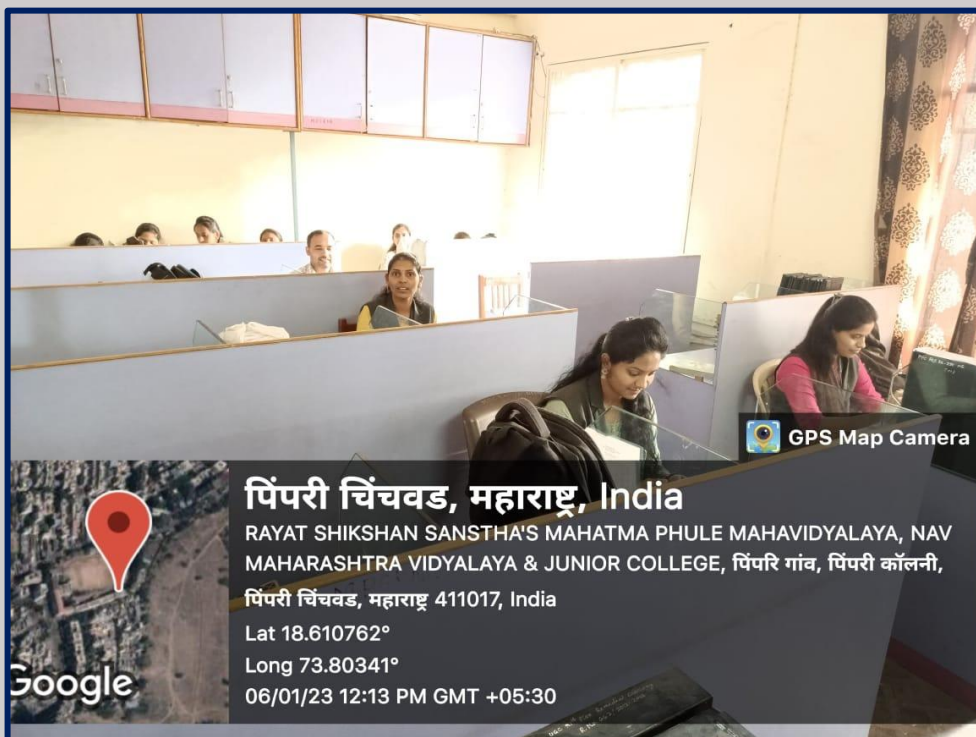 GPS Map Camera
पिंपरी चिंचवड, महाराष्ट्र, India
RAYAT SHIKSHAN SANSTHA'S MAHATMA PHULE MAHAVIDYALAYA, NAV
MAHARASHTRA VIDYALAYA & JUNIOR COLLEGE, पिंपरि गांव, पिंपरी कॉलनी,
पिंपरी चिंचवड, महाराष्ट्र 411017, India
Lat 18.610762°
Long 73.80341°
06/01/23 12:13 PM GMT +05:30
Google